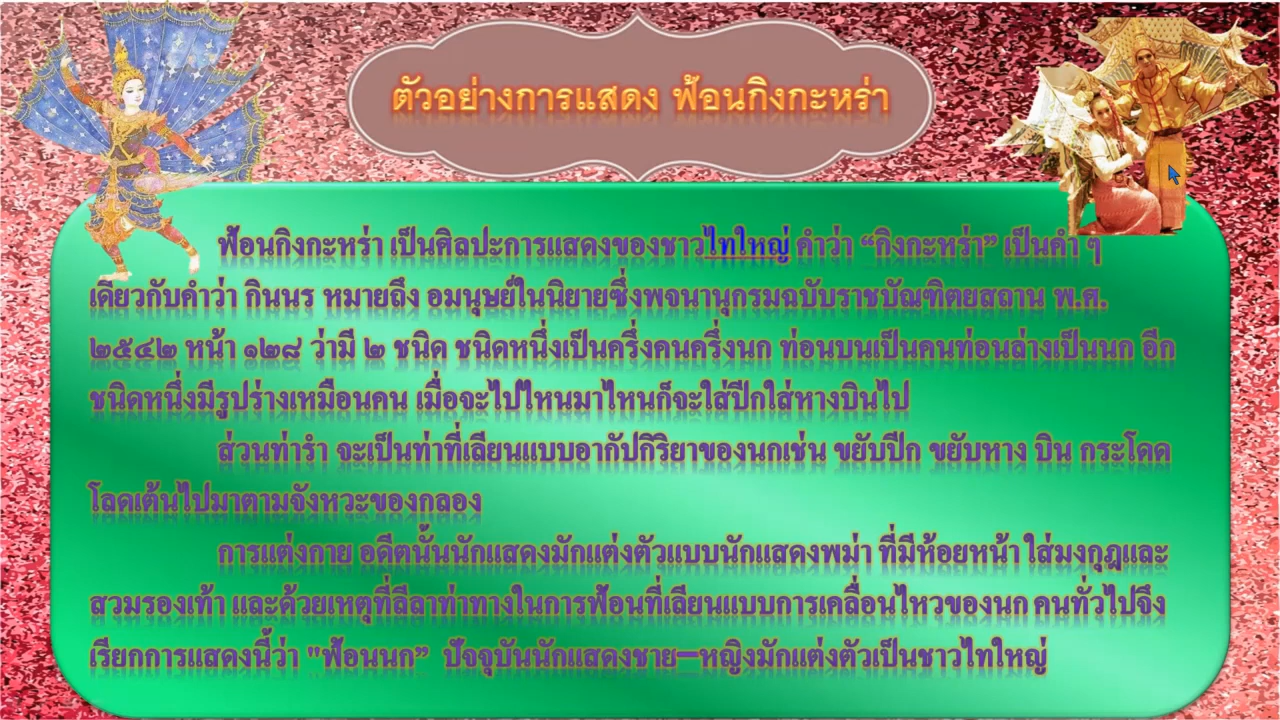 ตัวอย่างการแสดง ฟ้อนกิงกะหร่า
ฟ้อนกิงกะหร่า เป็นศิลปะการแสดงของชาวไทใหญ่ คำว่า “กิงกะหร่า” เป็นคำ ๆ
เดียวกับคำว่า กินนร หมายถึง อมนุษย์ในนิยายซึ่งพจนานุกรมฉบับราชบัณฑิตยสถาน พ.ศ.
๒๕๔๒ หน้า ๑๒๘ ว่ามี ๒ ชนิด ชนิดหนึ่งเป็นครึ่งคนครึ่งนก ท่อนบนเป็นคนท่อนล่างเป็นนก อีก
ชนิดหนึ่งมีรูปร่างเหมือนคน เมื่อจะไปไหนมาไหนก็จะใส่ปีกใส่หางบินไป
ส่วนท่ารำ จะเป็นท่าที่เลียนแบบอากัปกิริยาของนกเช่น ขยับปีก ขยับหาง บิน กระโดด
โลดเต้นไปมาตามจังหวะของกลอง
การแต่งกาย อดีตนั้นนักแสดงมักแต่งตัวแบบนักแสดงพม่า ที่มีห้อยหน้า ใส่มงกุฎและ
สวมรองเท้า และด้วยเหตุที่ลีลาท่าทางในการฟ้อนที่เลียนแบบการเคลื่อนไหวของนก คนทั่วไปจึง
เรียกการแสดงนี้ว่า "ฟ้อนนก” ปัจจุบันนักแสดงชาย–หญิงมักแต่งตัวเป็นชาวไทใหญ่